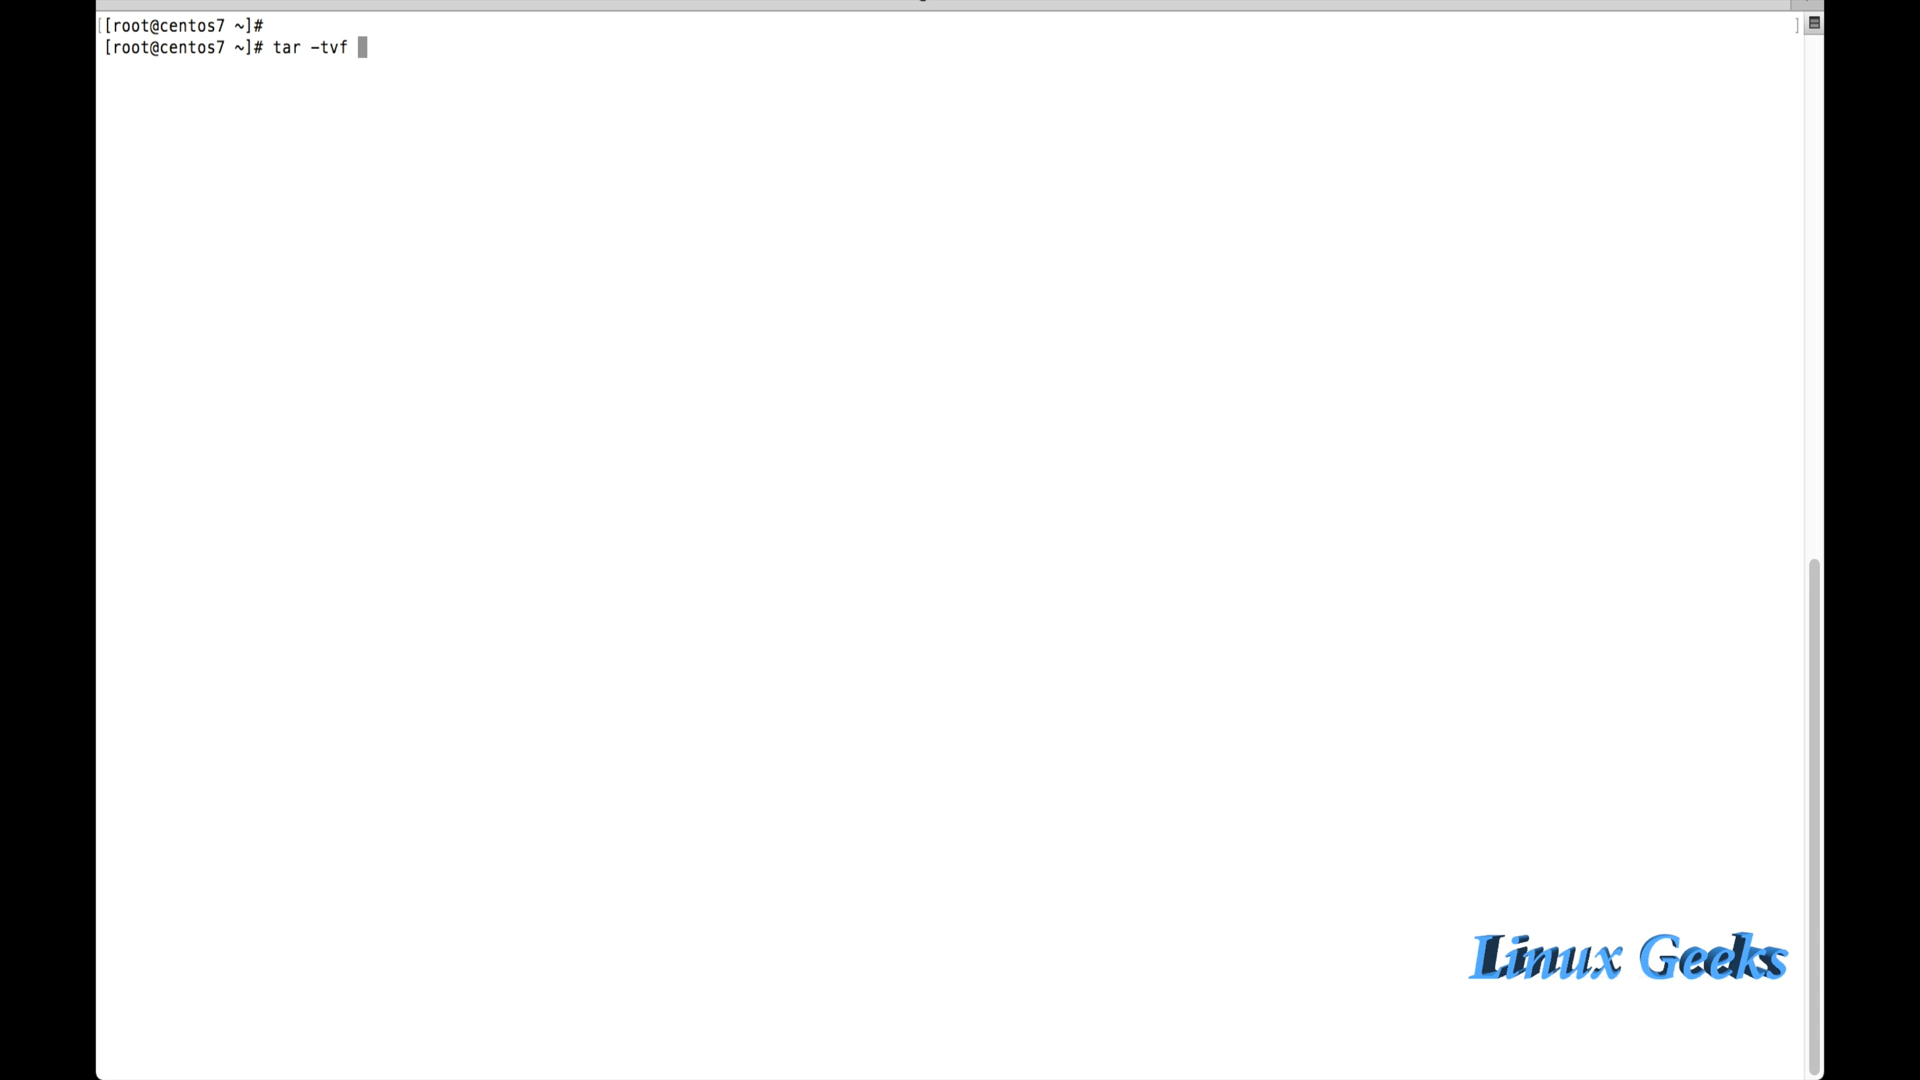 [[root@centos7 ~]# ]
[root@centos7 ~]# tar -tvf
Linux Geeks